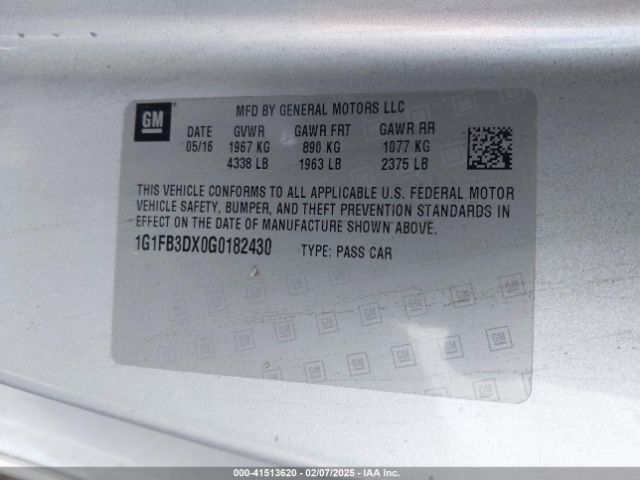 GM
MFD BY GENERAL MOTORS LLC
DATE GVWR GAWR FRT GAWR RR
05/16 1967 KG 890 KG 1077 KG
4338 LB 1963 LB 2375 LB
THIS VEHICLE CONFORMS TO ALL APPLICABLE U.S. FEDERAL MOTOR
VEHICLE SAFETY, BUMPER, AND THEFT PREVENTION STANDARDS IN
EFFECT ON THE DATE OF MANUFACTURE SHOWN ABOVE.
1G1FB3DX0G0182430 TYPE: PASS CAR
000-41513620 - 02/07/2025 - IAA Inc.